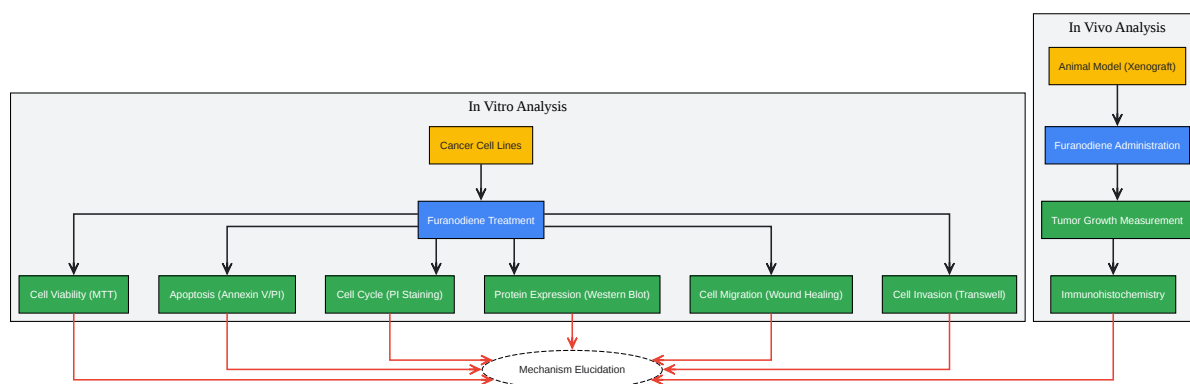 In Vivo Analysis
Animal Model (Xenograft)
In Vitro Analysis
Cancer Cell Lines
Furanodiene Administration
Furanodiene Treatment
Tumor Growth Measurement
Cell Viability (MTT)
Apoptosis (Annexin V/PI)
Cell Cycle (PI Staining)
Protein Expression (Western Blot)
Cell Migration (Wound Healing)
Cell Invasion (Transwell)
Immunohistochemistry
Mechanism Elucidation